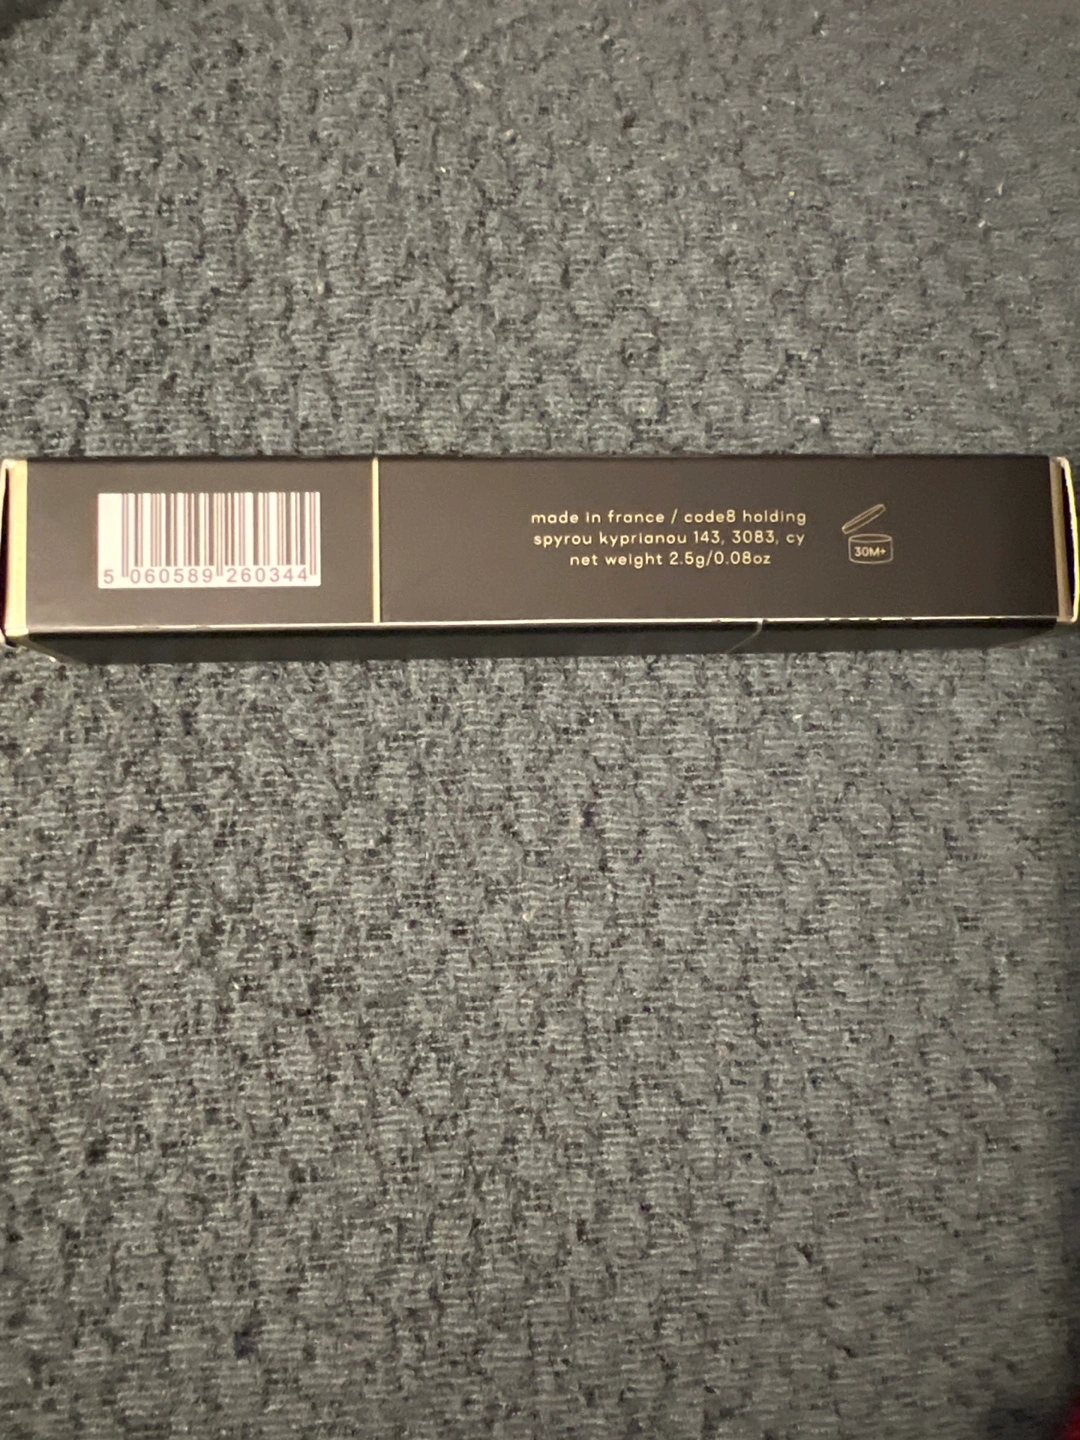 5 060589 260344
made in france / code8 holding
spyrou kyprianou 143, 3083, cy
net weight 2.5g/0.08oz
30M+